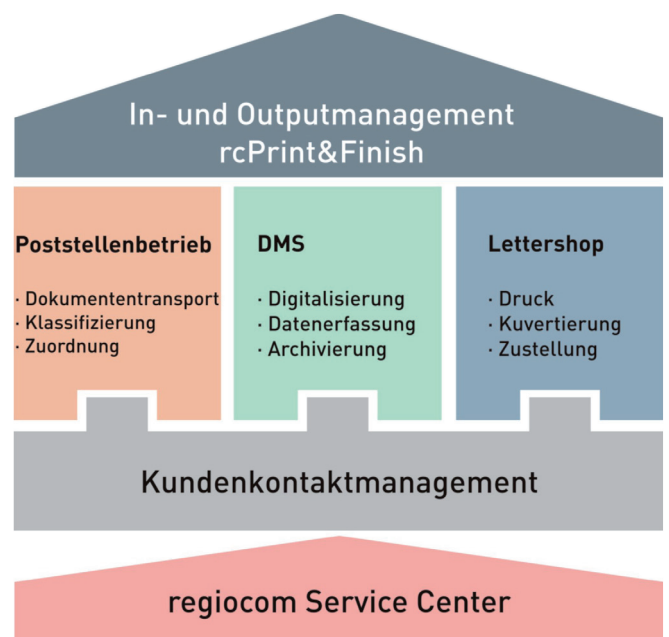 In- und Outputmanagement
rcPrint&Finish
Poststellenbetrieb
· Dokumententransport
· Klassifizierung
· Zuordnung
DMS
· Digitalisierung
· Datenerfassung
· Archivierung
Lettershop
· Druck
· Kuvertierung
· Zustellung
Kundenkontaktmanagement
regiocom Service Center